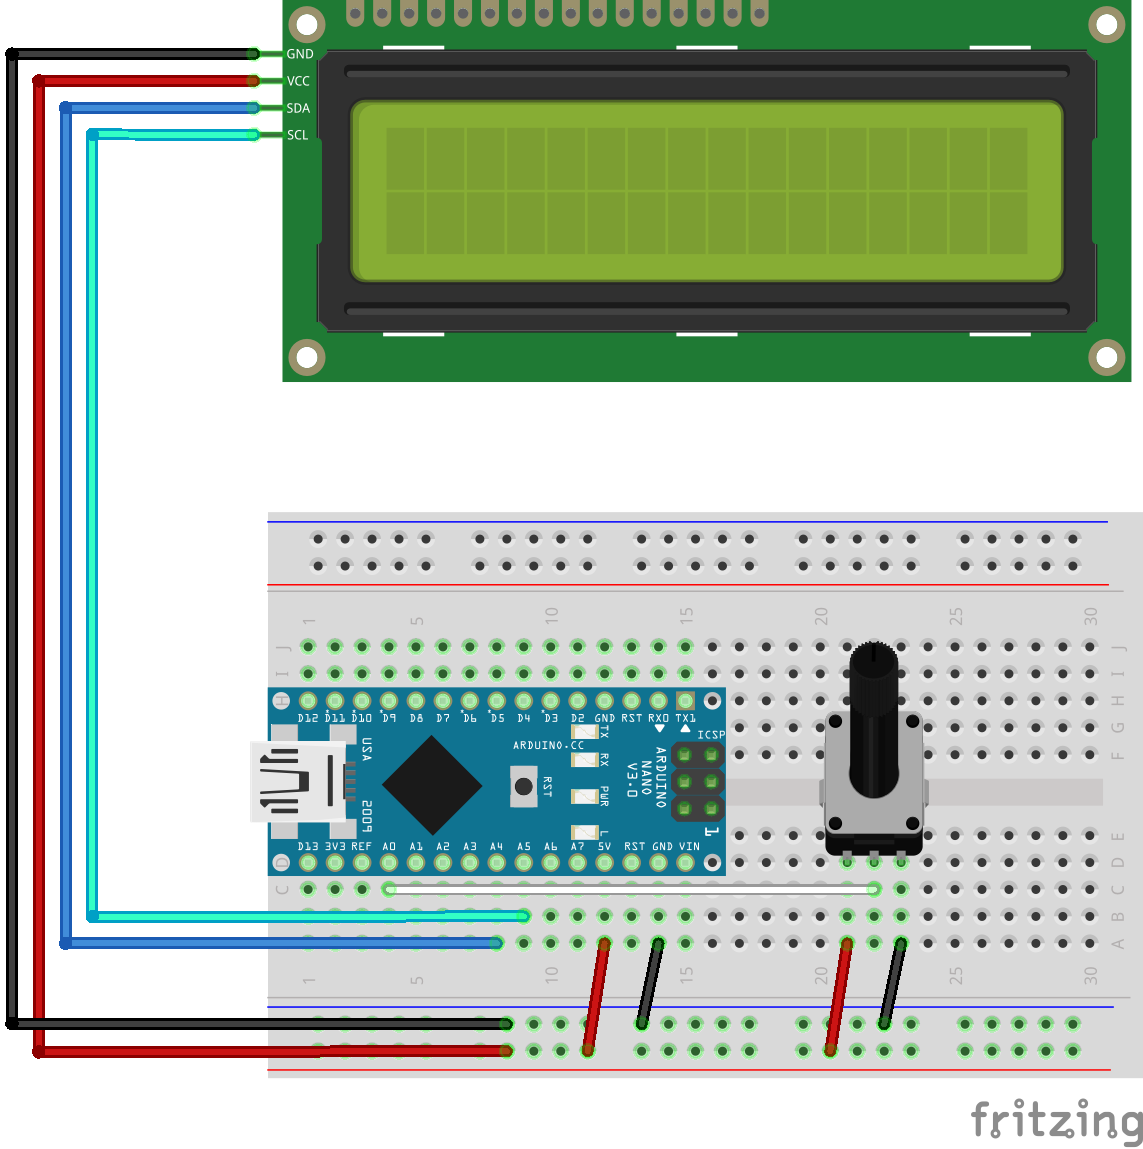 GND
VCC
SDA
SCL
1 5 10 15 20 25 30
J J
I I
H H
D12 D11 D10 D9 D8 D7 D6 D5 D4 D3 D2 GND RST RX0 TX1
G
F
TX
RX
PWR
L
ICSP
1
ARDUINO.CC
RST
ARDUINO
NANO
V3.0
USA
2009
D13 3V3 REF A0 A1 A2 A3 A4 A5 A6 A7 5V RST GND VIN
E
D D
C C
B
A
1 5 10 15 20 25 30
fritzing